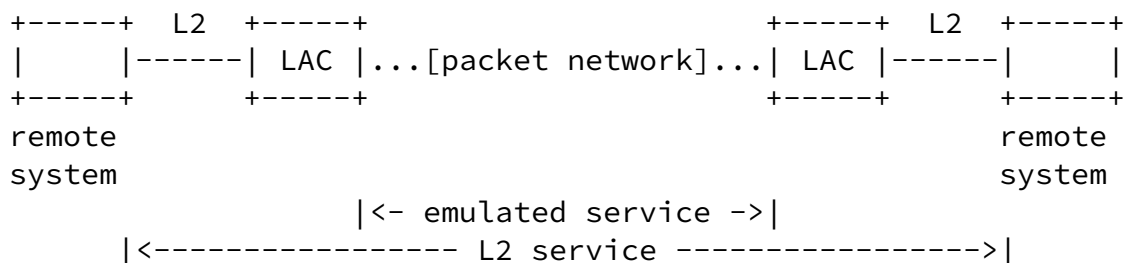 +-----+  L2  +-----+                        +-----+  L2  +-----+
|     |------| LAC |...[packet network]...| LAC |------|     |
+-----+      +-----+                        +-----+      +-----+
remote                                                   remote
system                                                   system
                   |<- emulated service ->|
      |<----------------- L2 service ----------------->|